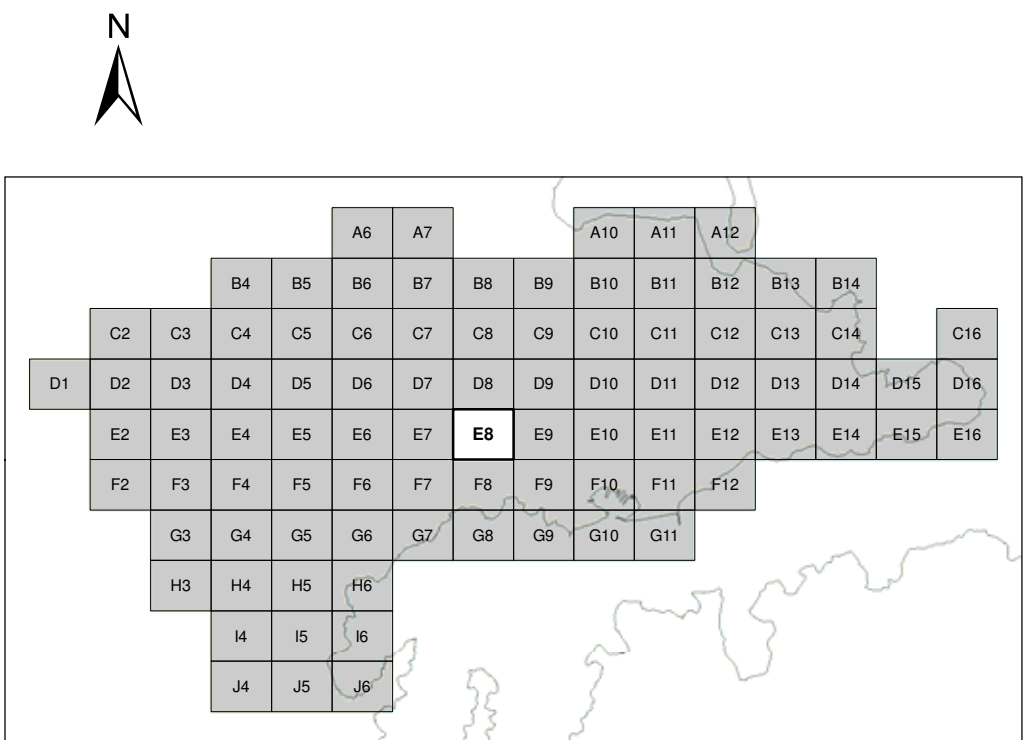 N
A6 A7 A10 A11 A12
B4 B5 B6 B7 B8 B9 B10 B11 B12 B13 B14
C2 C3 C4 C5 C6 C7 C8 C9 C10 C11 C12 C13 C14 C16
D1 D2 D3 D4 D5 D6 D7 D8 D9 D10 D11 D12 D13 D14 D15 D16
E2 E3 E4 E5 E6 E7 E8 E9 E10 E11 E12 E13 E14 E15 E16
F2 F3 F4 F5 F6 F7 F8 F9 F10 F11 F12
G3 G4 G5 G6 G7 G8 G9 G10 G11
H3 H4 H5 H6
I4 I5 I6
J4 J5 J6